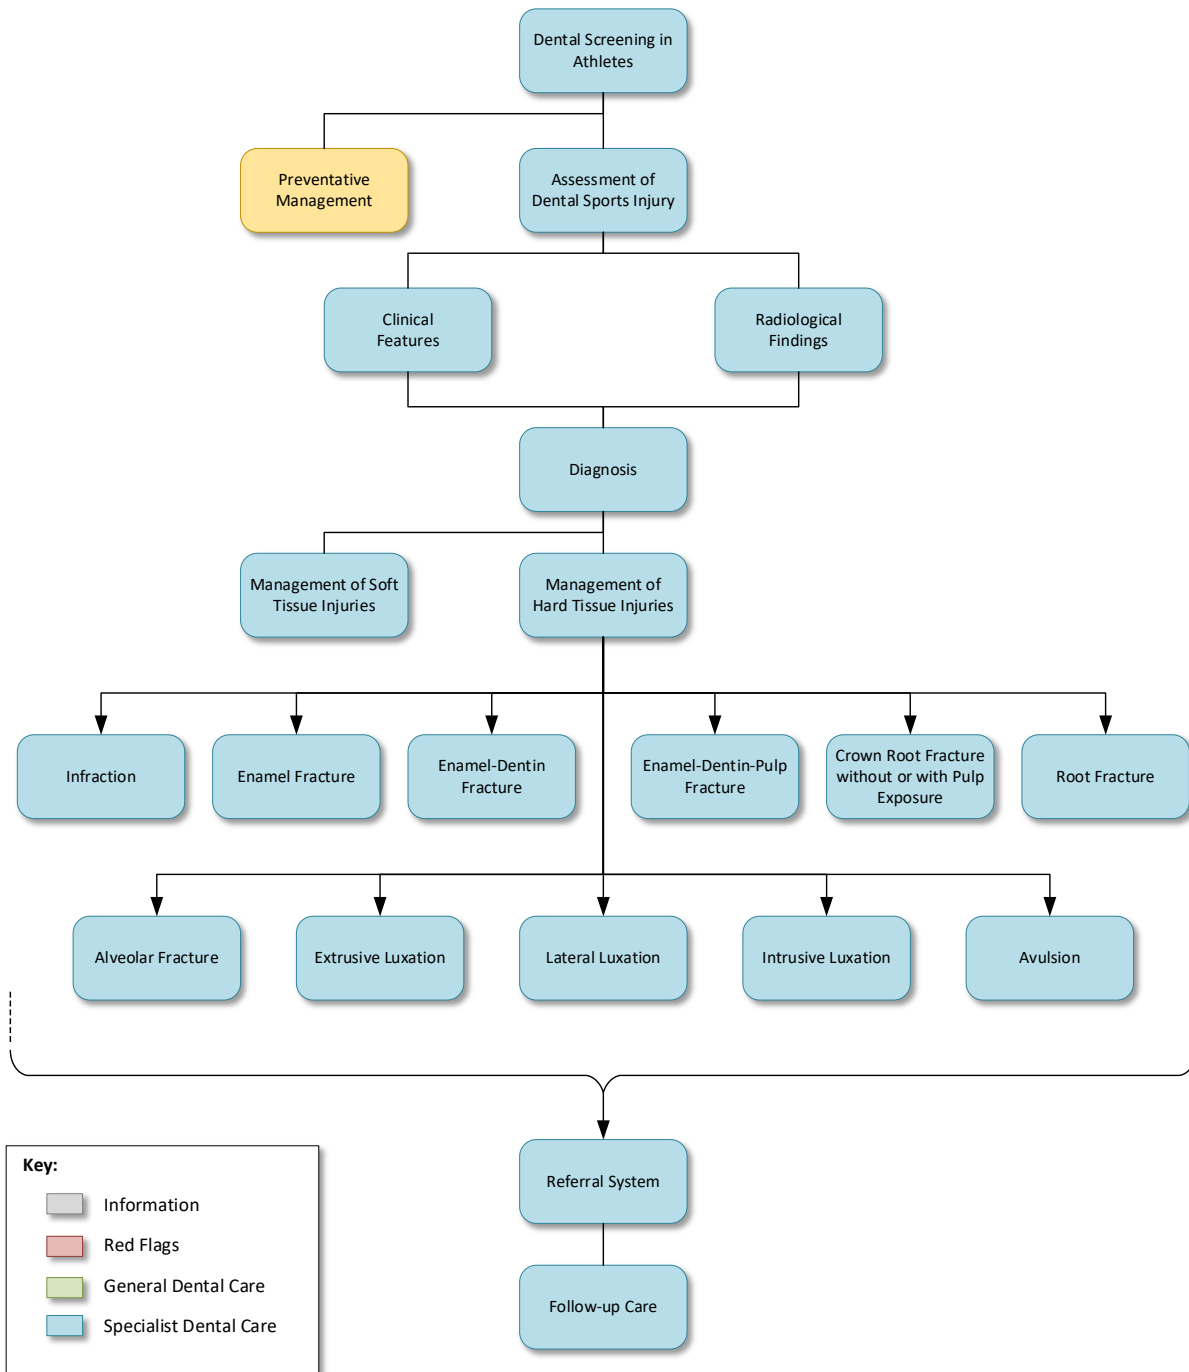 Dental Screening in
Athletes
Preventative
Management
Assessment of
Dental Sports Injury
Clinical
Features
Radiological
Findings
Diagnosis
Management of Soft
Tissue Injuries
Management of
Hard Tissue Injuries
Infraction
Enamel Fracture
Enamel-Dentin
Fracture
Enamel-Dentin-Pulp
Fracture
Crown Root Fracture
without or with Pulp
Exposure
Root Fracture
Alveolar Fracture
Extrusive Luxation
Lateral Luxation
Intrusive Luxation
Avulsion
Referral System
Follow-up Care
Key:
Information
Red Flags
General Dental Care
Specialist Dental Care